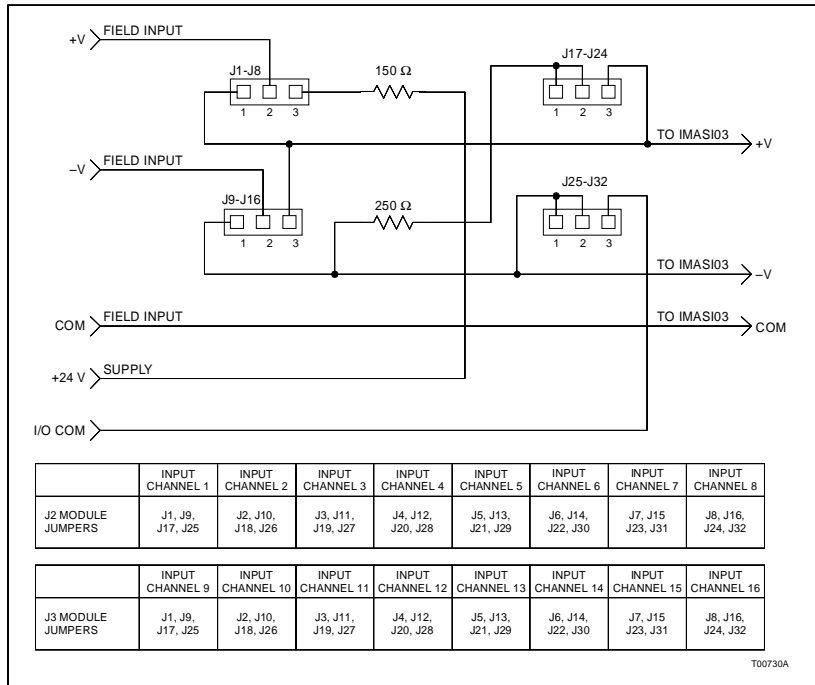 +V FIELD INPUT
J1-J8
150 Ω
J17-J24
1 2 3
1 2 3
TO IMASI03
+V
–V FIELD INPUT
J9-J16
250 Ω
J25-J32
1 2 3
1 2 3
TO IMASI03
–V
COM FIELD INPUT
TO IMASI03
COM
+24 V SUPPLY
I/O COM
INPUT CHANNEL 1 INPUT CHANNEL 2 INPUT CHANNEL 3 INPUT CHANNEL 4 INPUT CHANNEL 5 INPUT CHANNEL 6 INPUT CHANNEL 7 INPUT CHANNEL 8
J2 MODULE JUMPERS J1, J9, J17, J25 J2, J10, J18, J26 J3, J11, J19, J27 J4, J12, J20, J28 J5, J13, J21, J29 J6, J14, J22, J30 J7, J15 J23, J31 J8, J16, J24, J32
INPUT CHANNEL 9 INPUT CHANNEL 10 INPUT CHANNEL 11 INPUT CHANNEL 12 INPUT CHANNEL 13 INPUT CHANNEL 14 INPUT CHANNEL 15 INPUT CHANNEL 16
J3 MODULE JUMPERS J1, J9, J17, J25 J2, J10, J18, J26 J3, J11, J19, J27 J4, J12, J20, J28 J5, J13, J21, J29 J6, J14, J22, J30 J7, J15 J23, J31 J8, J16, J24, J32
T00730A